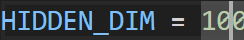 HIDDEN_DIM = 100